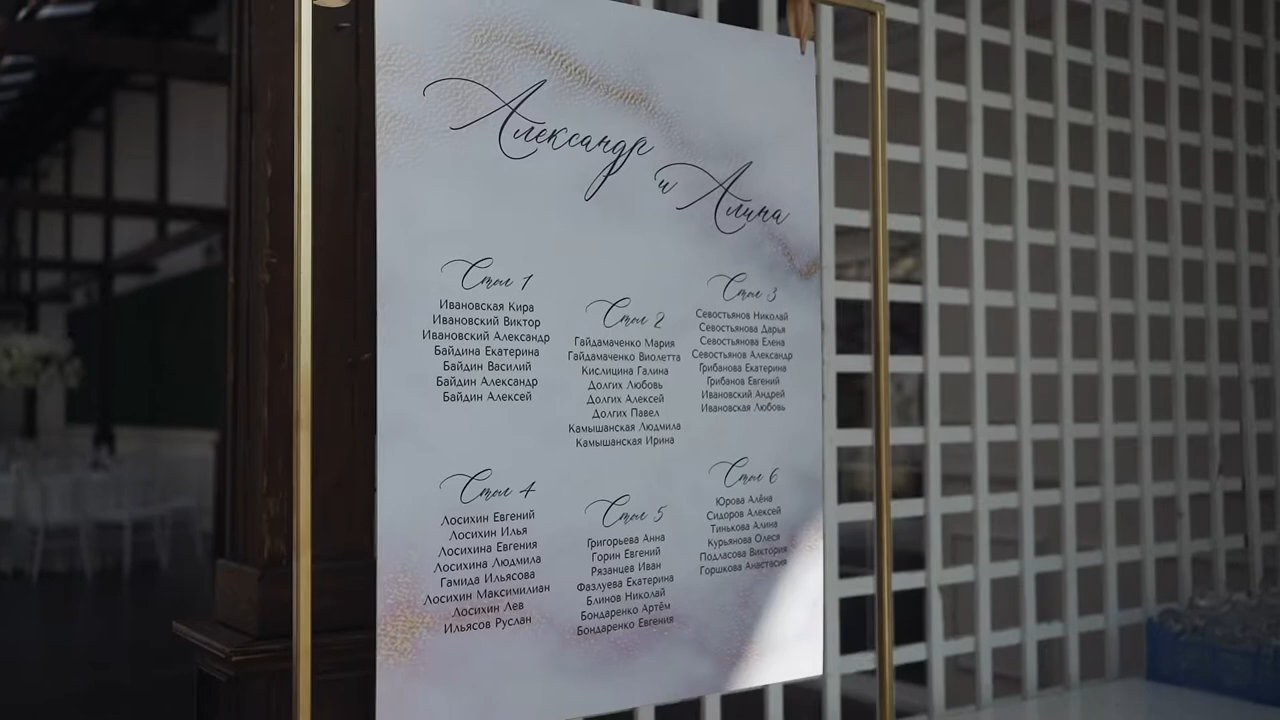 Александр
и Алина
Стол 1
Ивановская Кира
Ивановский Виктор
Ивановский Александр
Байдина Екатерина
Байдин Василий
Байдин Александр
Байдин Алексей
Стол 2
Гайдамаченко Мария
Гайдамаченко Виолетта
Кислицина Галина
Долгих Любовь
Долгих Алексей
Долгих Павел
Камышанская Людмила
Камышанская Ирина
Стол 3
Севостьянов Николай
Севостьянова Дарья
Севостьянова Елена
Севостьянов Александр
Грибанова Екатерина
Грибанов Евгений
Ивановский Андрей
Ивановская Любовь
Стол 4
Лосихин Евгений
Лосихин Илья
Лосихина Евгения
Лосихина Людмила
Гамида Ильясова
Лосихин Максимилиан
Лосихин Лев
Ильясов Руслан
Стол 5
Григорьева Анна
Горин Евгений
Рязанцев Иван
Фазлуева Екатерина
Блинов Николай
Бондаренко Артём
Бондаренко Евгения
Стол 6
Юрова Алёна
Сидоров Алексей
Тинькова Алина
Курьянова Олеся
Подласова Виктория
Горшкова Анастасия